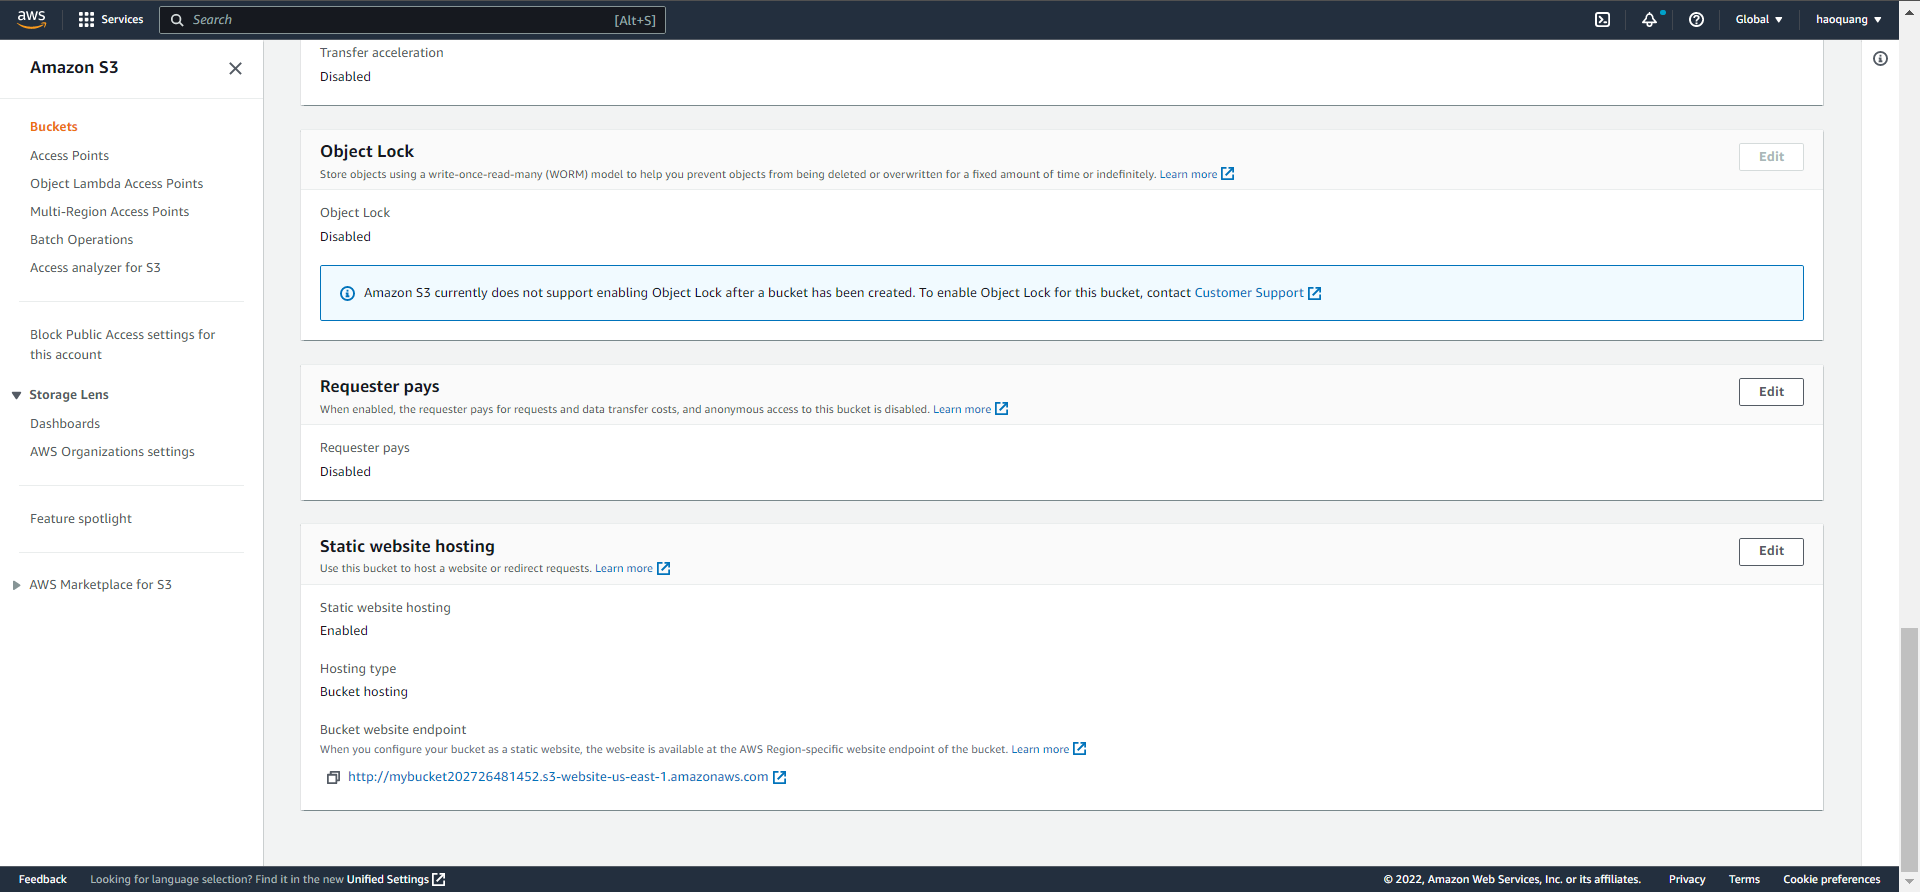 aws
Services
Search
[Alt+S]
Global
haoquang
Amazon S3
Buckets
Access Points
Object Lambda Access Points
Multi-Region Access Points
Batch Operations
Access analyzer for S3
Block Public Access settings for
this account
Storage Lens
Dashboards
AWS Organizations settings
Feature spotlight
AWS Marketplace for S3
Transfer acceleration
Disabled
Object Lock
Edit
Store objects using a write-once-read-many (WORM) model to help you prevent objects from being deleted or overwritten for a fixed amount of time or indefinitely. Learn more
Object Lock
Disabled
Amazon S3 currently does not support enabling Object Lock after a bucket has been created. To enable Object Lock for this bucket, contact Customer Support
Requester pays
Edit
When enabled, the requester pays for requests and data transfer costs, and anonymous access to this bucket is disabled. Learn more
Requester pays
Disabled
Static website hosting
Edit
Use this bucket to host a website or redirect requests. Learn more
Static website hosting
Enabled
Hosting type
Bucket hosting
Bucket website endpoint
When you configure your bucket as a static website, the website is available at the AWS Region-specific website endpoint of the bucket. Learn more
http://mybucket202726481452.s3-website-us-east-1.amazonaws.com
Feedback
Looking for language selection? Find it in the new Unified Settings
© 2022, Amazon Web Services, Inc. or its affiliates.
Privacy
Terms
Cookie preferences